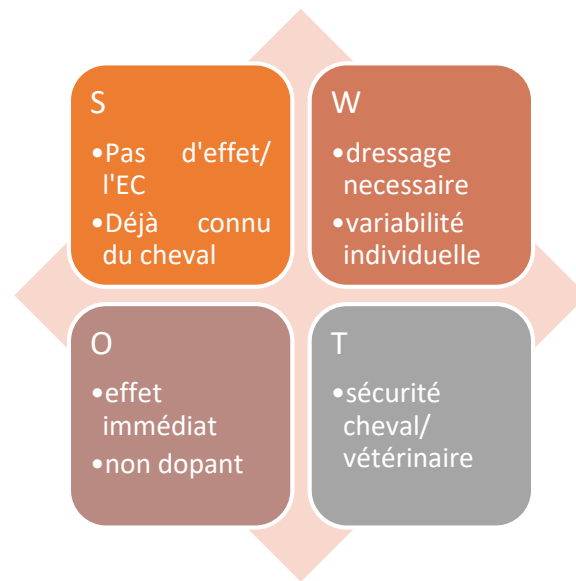 S
•Pas d'effet/
l'EC
•Déjà connu
du cheval
W
•dressage
necessaire
•variabilité
individuelle
O
•effet
immédiat
•non dopant
T
•sécurité
cheval/
vétérinaire